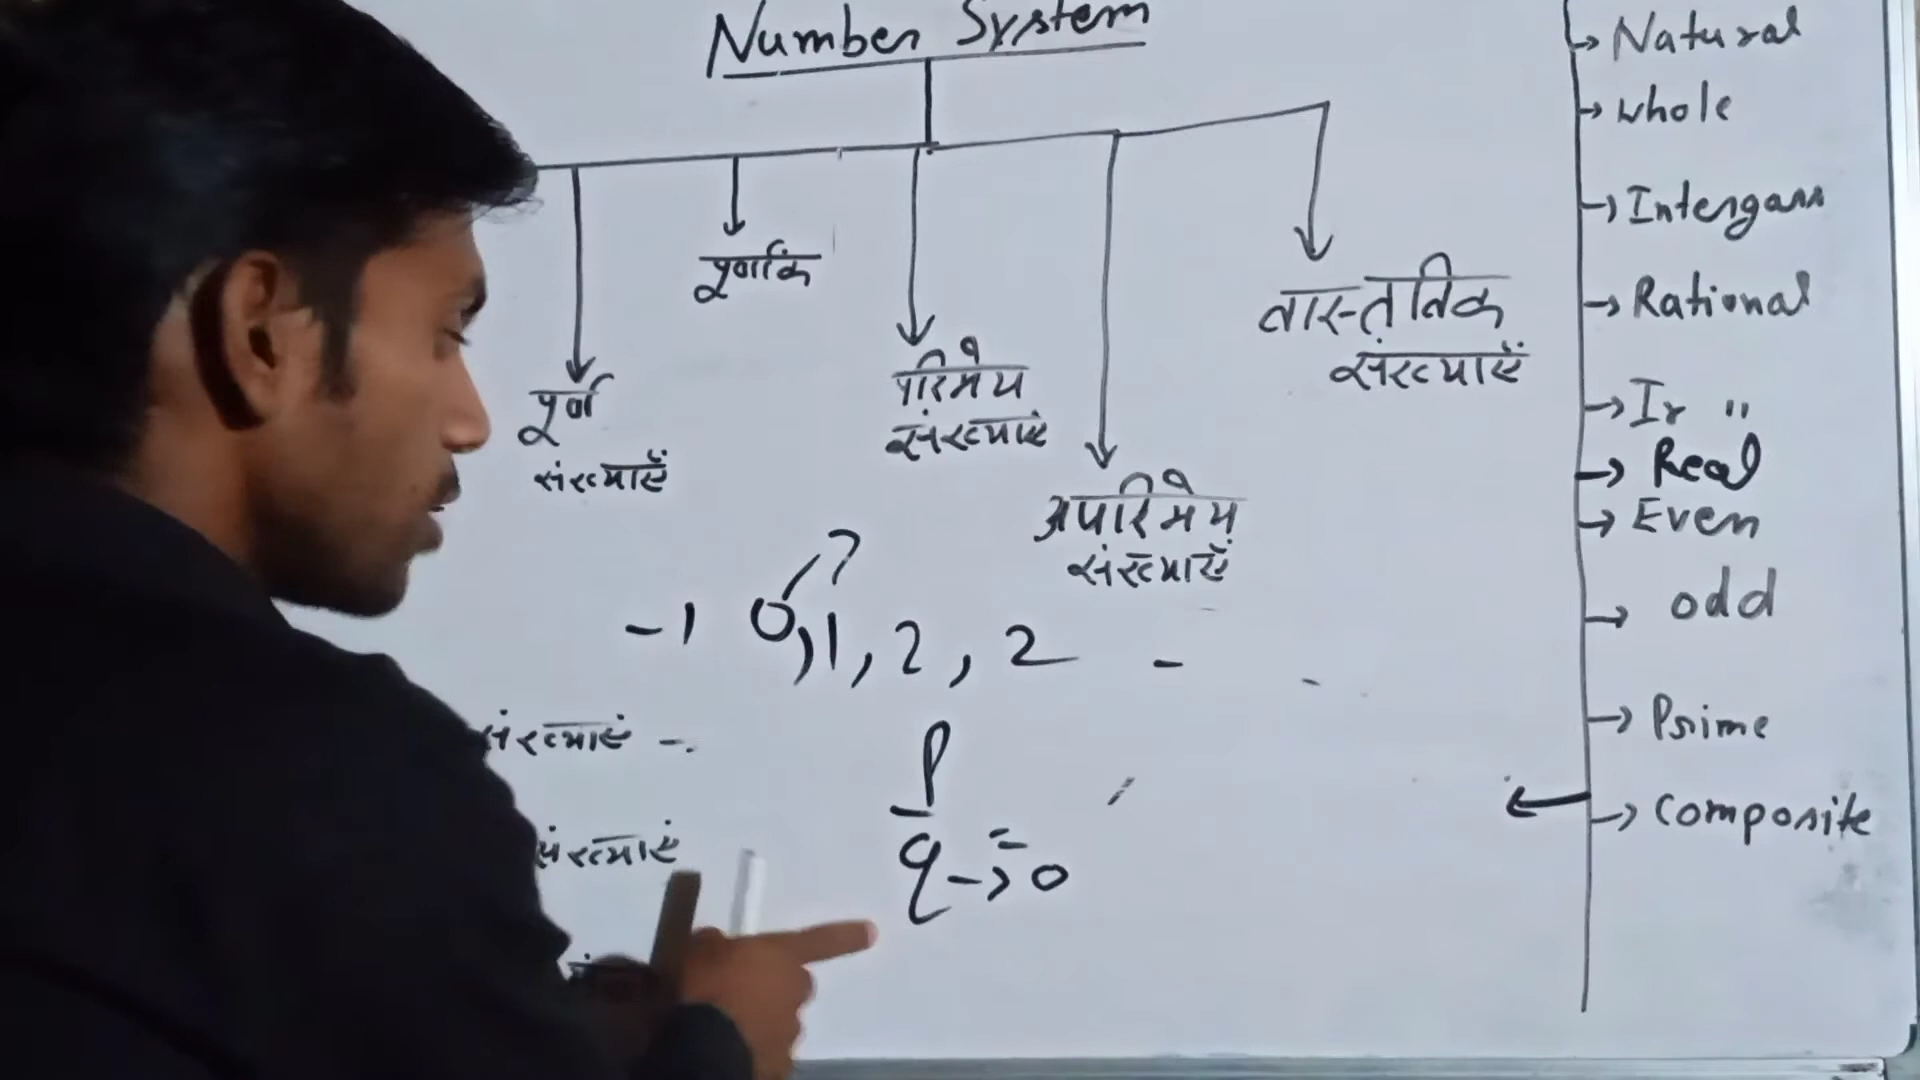 Number System
पूर्ण
संख्याएँ
पूर्णांक
परिमेय
संख्याएं
अपरिमेय
संख्याएँ
वास्तविक
संख्याएँ
-1 0, 1, 2, 2 - -
?
संख्याएं -.
संख्याएं
p
q → 0
→ Natural
→ whole
→ Intergars
→ Rational
→ Ir "
→ Real
→ Even
→ odd
→ Prime
→ Composite